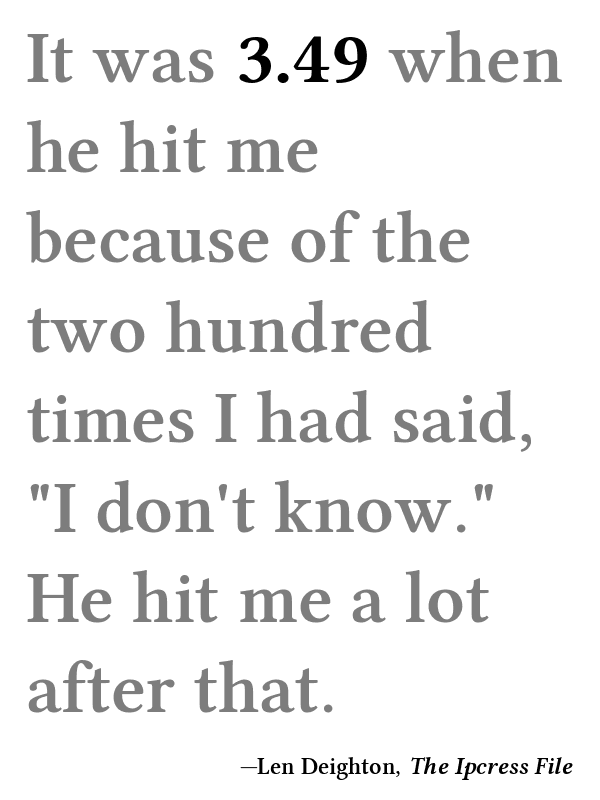 It was 3.49 when
he hit me
because of the
two hundred
times I had said,
"I don't know."
He hit me a lot
after that.
—Len Deighton, The Ipcress File